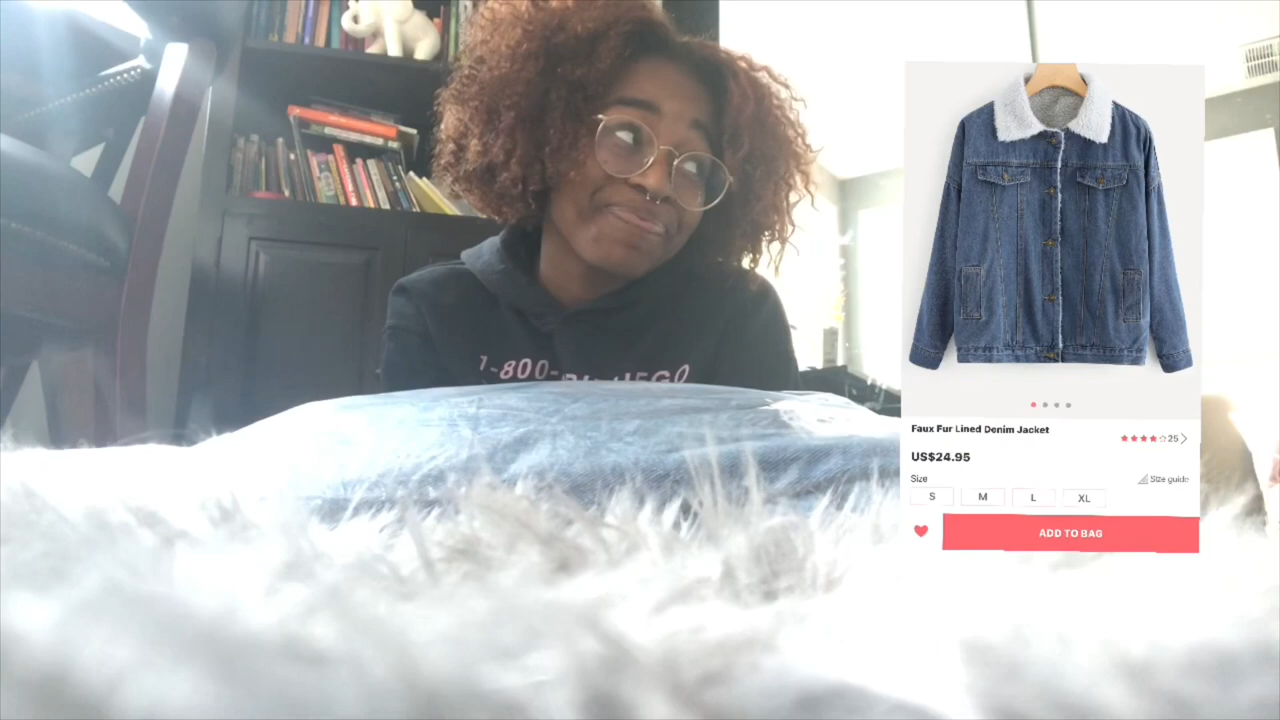 1-800-
Faux Fur Lined Denim Jacket
25
US$24.95
Size
Size guide
S M L XL
ADD TO BAG